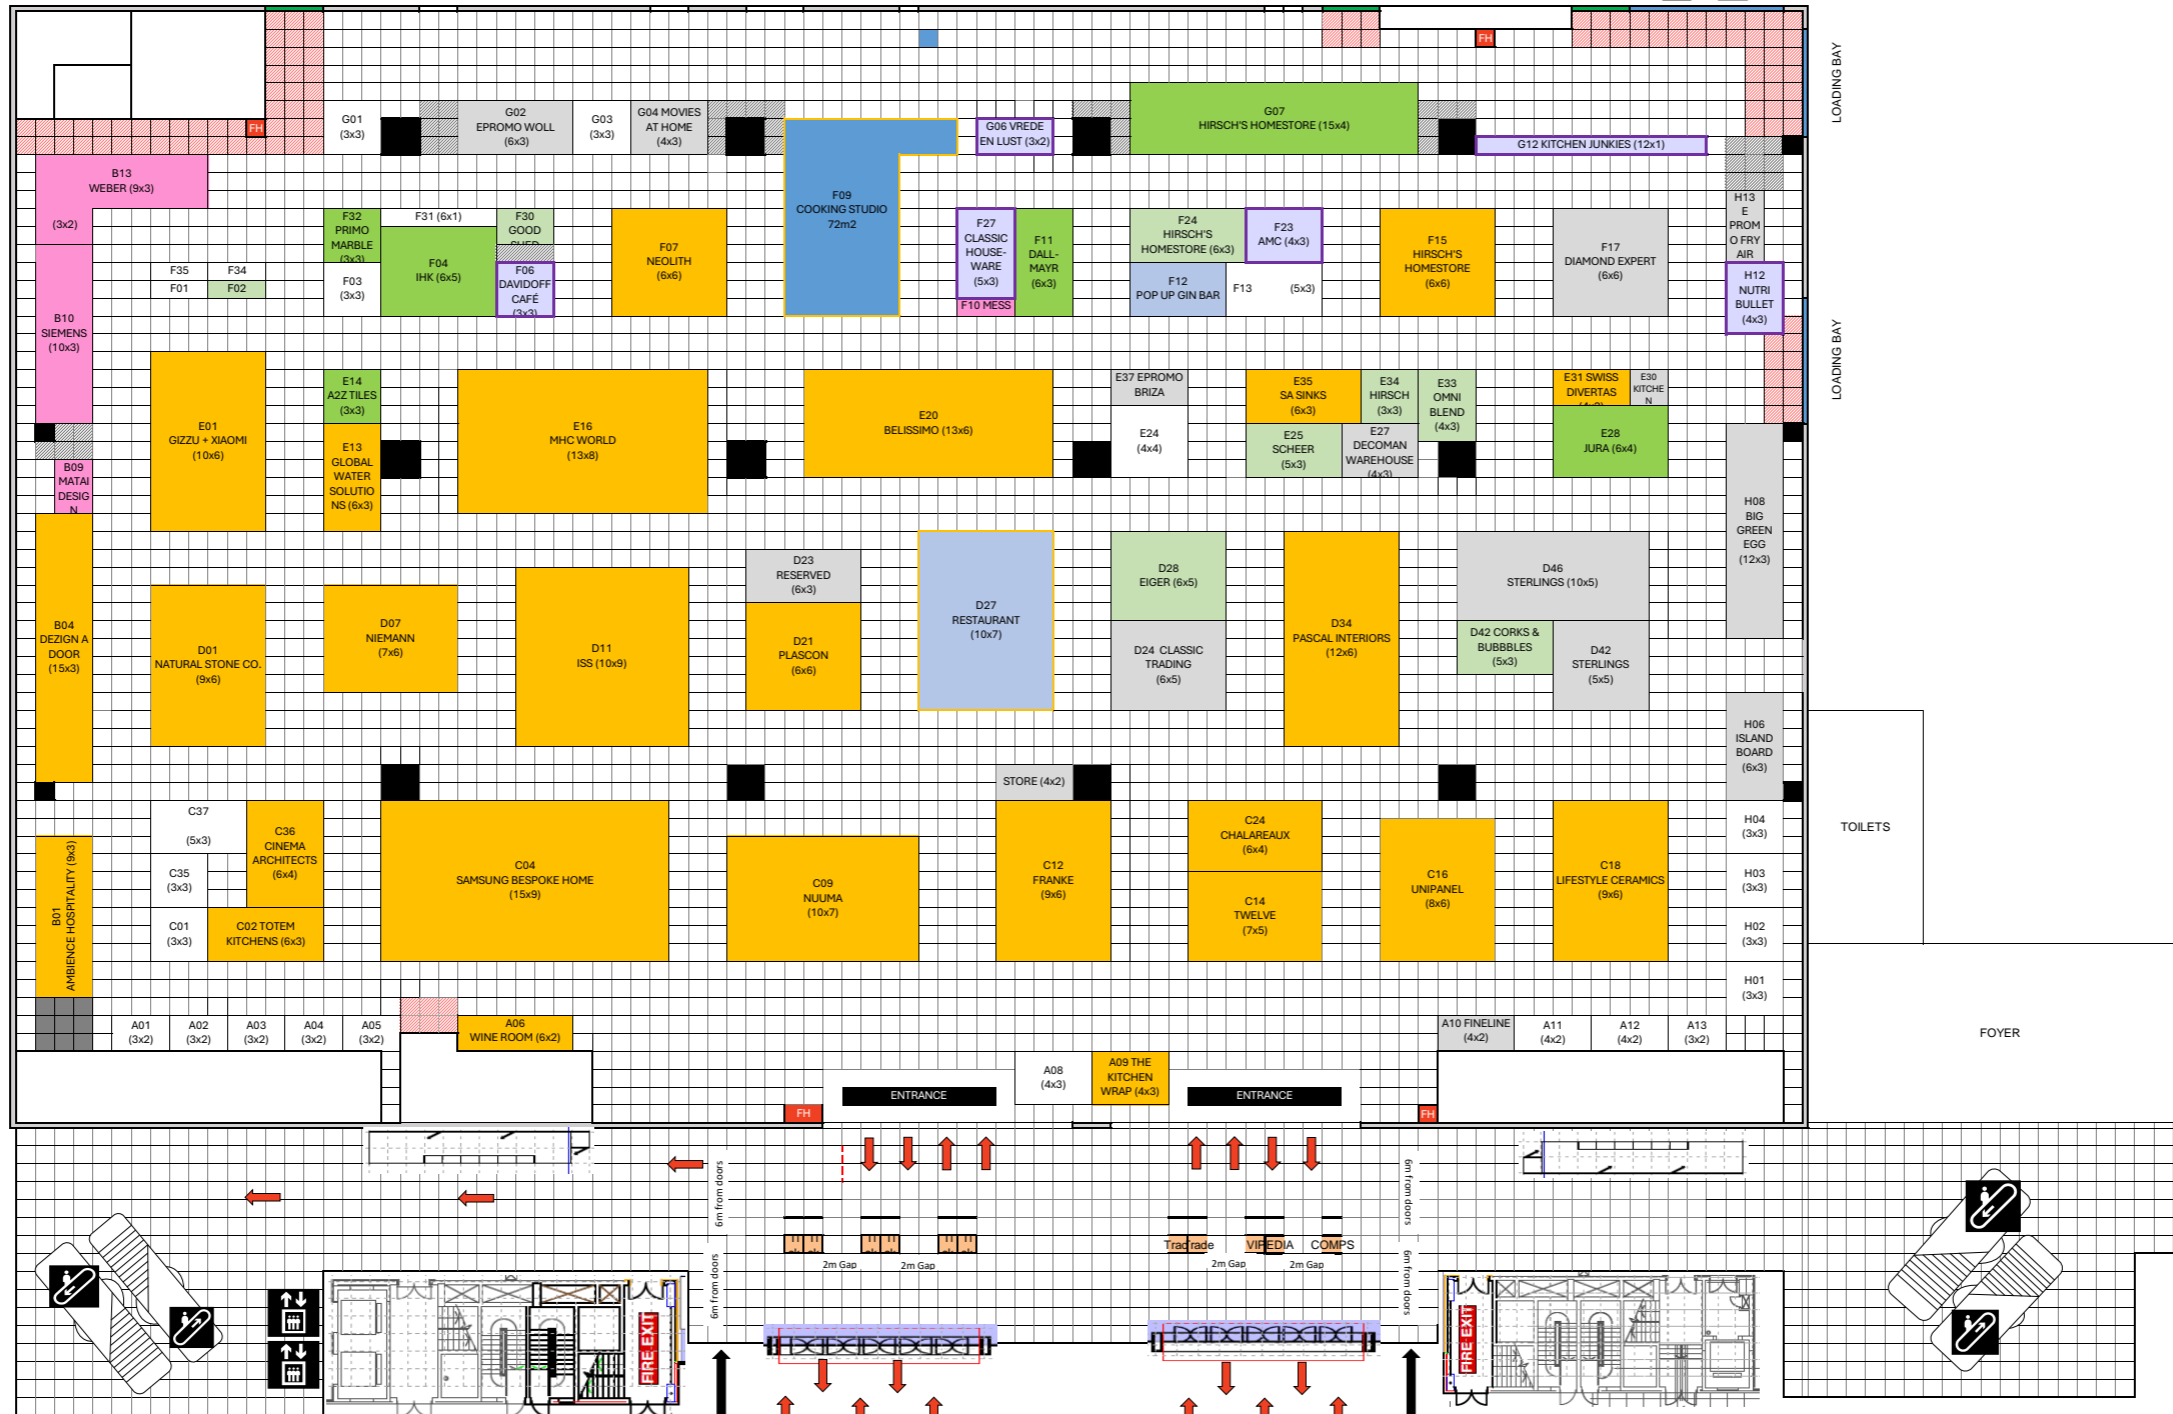 LOADING BAY
FH
G01
(3x3)
G02
EPROMO WOLL
(6x3)
G03
(3x3)
G04 MOVIES
AT HOME
(4x3)
G06 VREDE
EN LUST (3x2)
G07
HIRSCH'S HOMESTORE (15x4)
G12 KITCHEN JUNKIES (12x1)
FH
B13
WEBER (9x3)
(3x2)
F32
PRIMO
MARBLE
(3x3)
F31 (6x1)
F30
GOOD
F04
IHK (6x5)
F07
NEOLITH
(6x6)
F09
COOKING STUDIO
72m2
F27
CLASSIC
HOUSE-
WARE
(5x3)
F11
DALL-
MAYR
(6x3)
F24
HIRSCH'S
HOMESTORE (6x3)
F23
AMC (4x3)
F15
HIRSCH'S
HOMESTORE
(6x6)
F17
DIAMOND EXPERT
(6x6)
H13
E
PROM
O FRY
AIR
F35
F34
F01
F02
F03
(3x3)
F06
DAVIDOFF
CAFÉ
(3x3)
F10 MESS
F12
POP UP GIN BAR
F13
(5x3)
H12
NUTRI
BULLET
(4x3)
LOADING BAY
B10
SIEMENS
(10x3)
E01
GIZZU + XIAOMI
(10x6)
E14
A2Z TILES
(3x3)
E13
GLOBAL
WATER
SOLUTIO
NS (6x3)
E16
MHC WORLD
(13x8)
E20
BELISSIMO (13x6)
E37 EPROMO
BRIZA
E24
(4x4)
E35
SA SINKS
(6x3)
E34
HIRSCH
(3x3)
E33
OMNI
BLEND
(4x3)
E25
SCHEER
(5x3)
E27
DECOMAN
WAREHOUSE
(4x3)
E31 SWISS
DIVERTAS
E30
KITCHE
N
E28
JURA (6x4)
B09
MATAI
DESIG
N
H08
BIG
GREEN
EGG
(12x3)
B04
DEZIGN A
DOOR
(15x3)
D01
NATURAL STONE CO.
(9x6)
D07
NIEMANN
(7x6)
D11
ISS (10x9)
D23
RESERVED
(6x3)
D21
PLASCON
(6x6)
D27
RESTAURANT
(10x7)
D28
EIGER (6x5)
D24 CLASSIC
TRADING
(6x5)
D34
PASCAL INTERIORS
(12x6)
D46
STERLINGS (10x5)
D42 CORKS &
BUBBBLES
(5x3)
D42
STERLINGS
(5x5)
H06
ISLAND
BOARD
(6x3)
STORE (4x2)
B01
AMBIENCE HOSPITALITY (9x3)
C37
(5x3)
C36
CINEMA
ARCHITECTS
(6x4)
C35
(3x3)
C01
(3x3)
C02 TOTEM
KITCHENS (6x3)
C04
SAMSUNG BESPOKE HOME
(15x9)
C09
NUUMA
(10x7)
C12
FRANKE
(9x6)
C24
CHALAREAUX
(6x4)
C14
TWELVE
(7x5)
C16
UNIPANEL
(8x6)
C18
LIFESTYLE CERAMICS
(9x6)
H04
(3x3)
H03
(3x3)
H02
(3x3)
H01
(3x3)
TOILETS
FOYER
A01
(3x2)
A02
(3x2)
A03
(3x2)
A04
(3x2)
A05
(3x2)
A06
WINE ROOM (6x2)
A08
(4x3)
A09 THE
KITCHEN
WRAP (4x3)
A10 FINELINE
(4x2)
A11
(4x2)
A12
(4x2)
A13
(3x2)
ENTRANCE
ENTRANCE
FH
FH
6m from doors
6m from doors
6m from doors
6m from doors
Trade
VIP
EDIA
COMPS
2m Gap
2m Gap
2m Gap
2m Gap
FIRE EXIT
FIRE EXIT